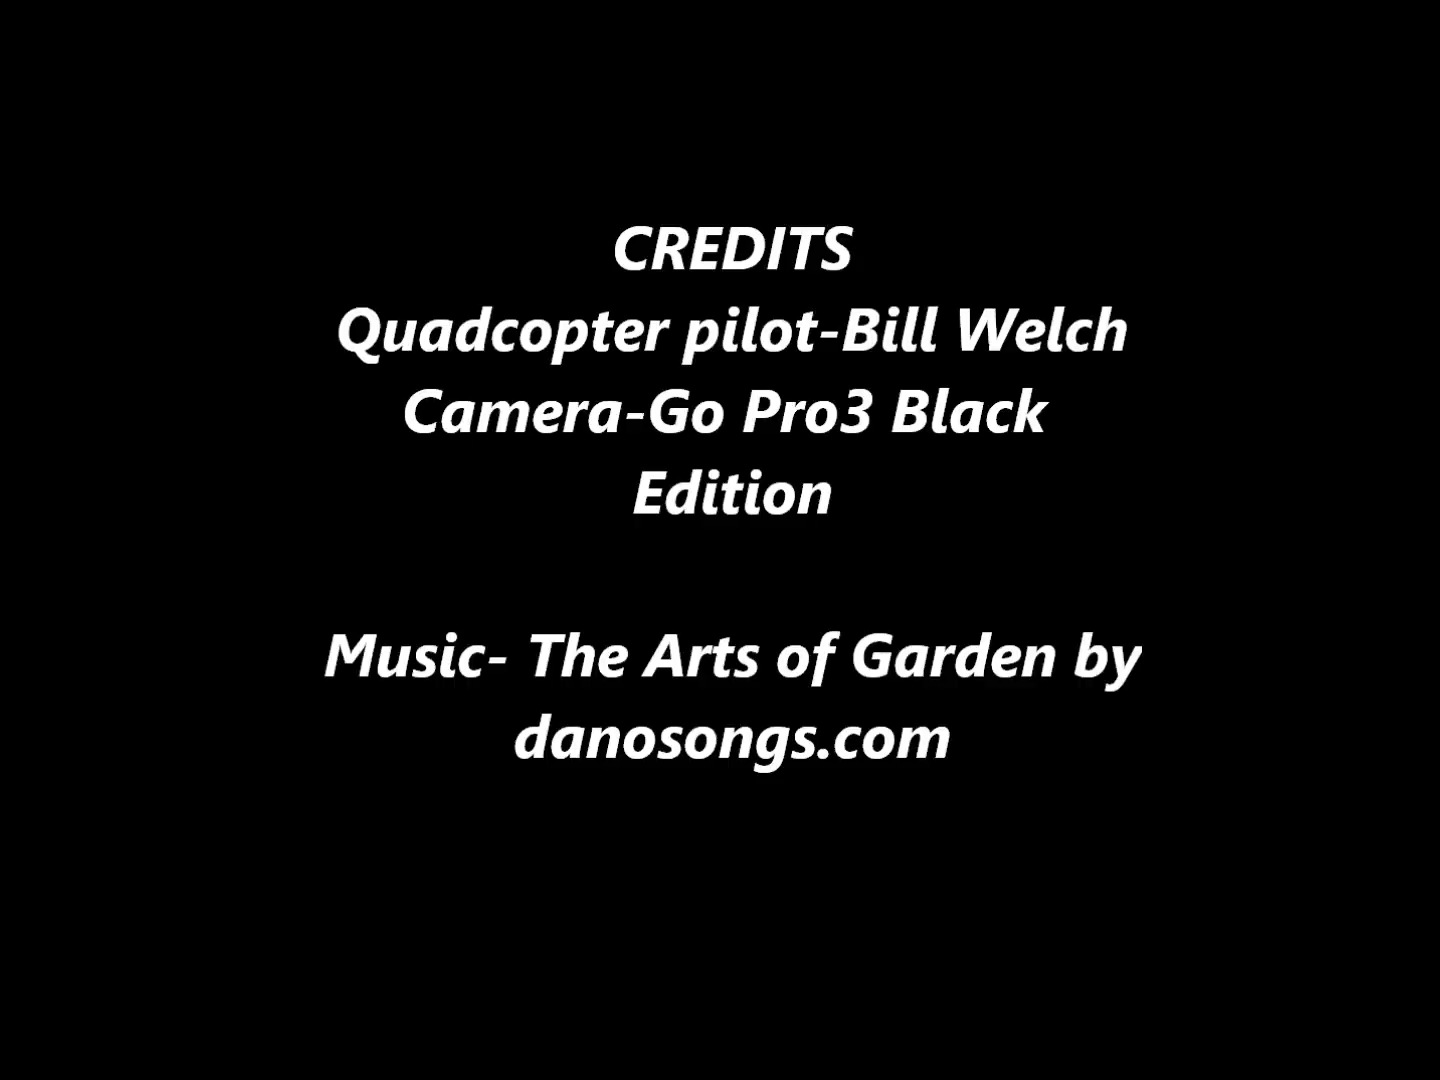 CREDITS
Quadcopter pilot-Bill Welch
Camera-Go Pro3 Black
Edition
Music- The Arts of Garden by
danosongs.com